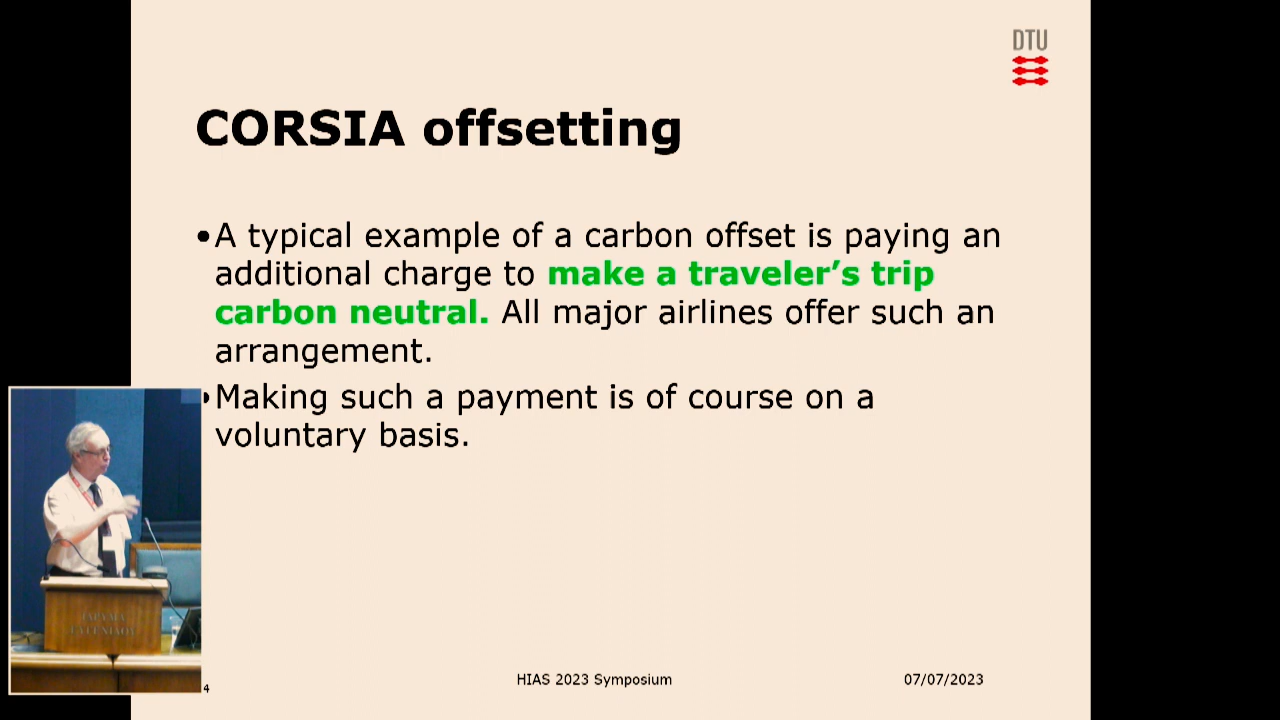 DTU
CORSIA offsetting
•A typical example of a carbon offset is paying an
additional charge to make a traveler’s trip
carbon neutral. All major airlines offer such an
arrangement.
•Making such a payment is of course on a
voluntary basis.
ΙΔΡΥΜΑ
ΕΥΓΕΝΙΔΟΥ
4
HIAS 2023 Symposium
07/07/2023